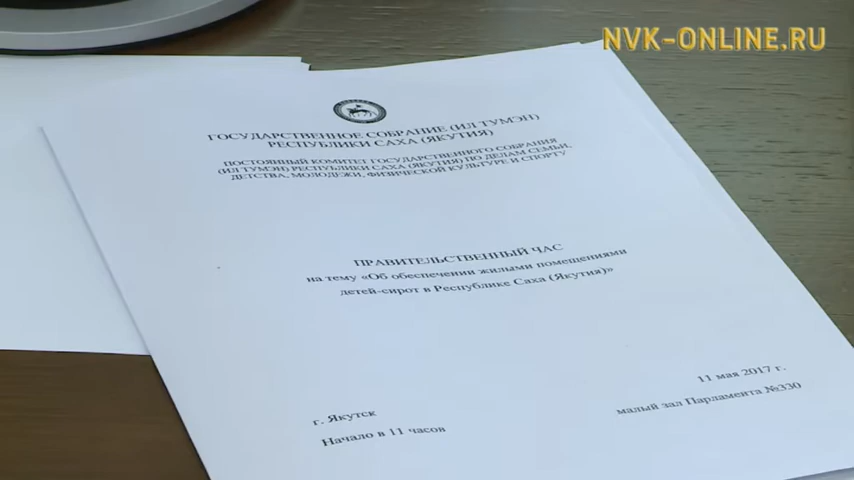 NVK-ONLINE.RU
ГОСУДАРСТВЕННОЕ СОБРАНИЕ (ИЛ ТУМЭН)
РЕСПУБЛИКИ САХА (ЯКУТИЯ)
ПОСТОЯННЫЙ КОМИТЕТ ГОСУДАРСТВЕННОГО СОБРАНИЯ
(ИЛ ТУМЭН) РЕСПУБЛИКИ САХА (ЯКУТИЯ) ПО ДЕЛАМ СЕМЬИ,
ДЕТСТВА, МОЛОДЕЖИ, ФИЗИЧЕСКОЙ КУЛЬТУРЕ И СПОРТУ
ПРАВИТЕЛЬСТВЕННЫЙ ЧАС
на тему «Об обеспечении жилыми помещениями
детей-сирот в Республике Саха (Якутия)»
11 мая 2017 г.
малый зал Парламента №330
г. Якутск
Начало в 11 часов